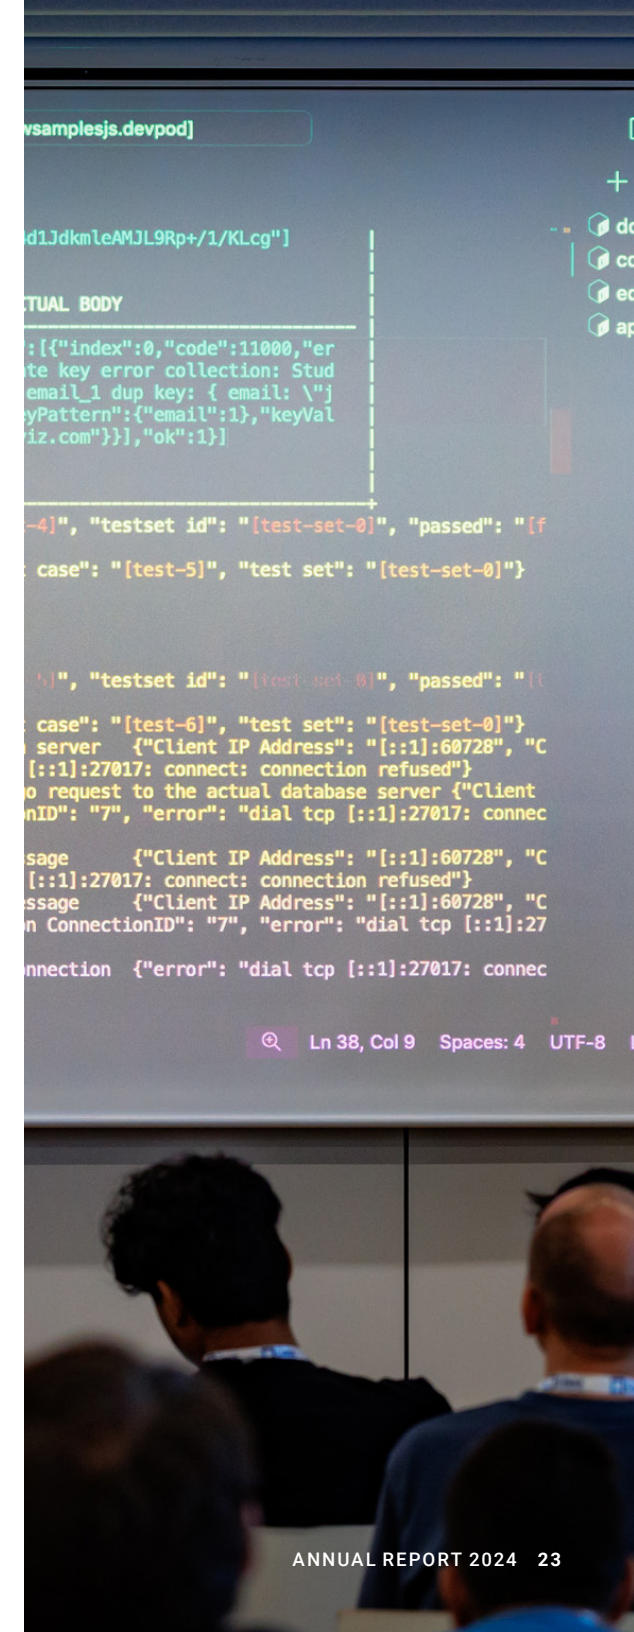 wsamplesjs.devpod]
+
d1JdkmleAMJL9Rp+/1/KLcg"]
TUAL BODY
":[{"index":0,"code":11000,"er
te key error collection: Stud
email_1 dup key: { email: \"j
eyPattern":{"email":1},"keyVal
iz.com"}}],"ok":1}]
-4]", "testset id": "[test-set-0]", "passed": "[f
case": "[test-5]", "test set": "[test-set-0]"}
5]", "testset id": "[test-set-0]", "passed": "[
case": "[test-6]", "test set": "[test-set-0]"}
server {"Client IP Address": "[::1]:60728", "C
[::1]:27017: connect: connection refused"}
o request to the actual database server {"Client
nID": "7", "error": "dial tcp [::1]:27017: connec
sage {"Client IP Address": "[::1]:60728", "C
[::1]:27017: connect: connection refused"}
ssage {"Client IP Address": "[::1]:60728", "C
n ConnectionID": "7", "error": "dial tcp [::1]:27
nnection {"error": "dial tcp [::1]:27017: connec
do
co
ed
ap
Ln 38, Col 9 Spaces: 4 UTF-8
ANNUAL REPORT 2024 23